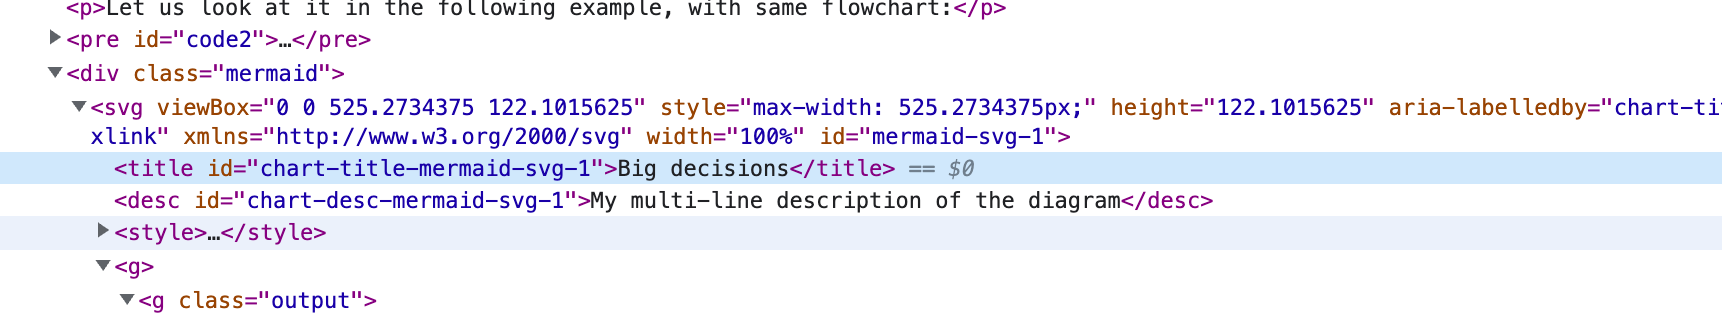 <p>Let us look at it in the following example, with same flowchart:</p>
<pre id="code2">…</pre>
<div class="mermaid">
<svg viewBox="0 0 525.2734375 122.1015625" style="max-width: 525.2734375px;" height="122.1015625" aria-labelledby="chart-ti
xlink" xmlns="http://www.w3.org/2000/svg" width="100%" id="mermaid-svg-1">
<title id="chart-title-mermaid-svg-1">Big decisions</title> == $0
<desc id="chart-desc-mermaid-svg-1">My multi-line description of the diagram</desc>
<style>…</style>
<g>
<g class="output">